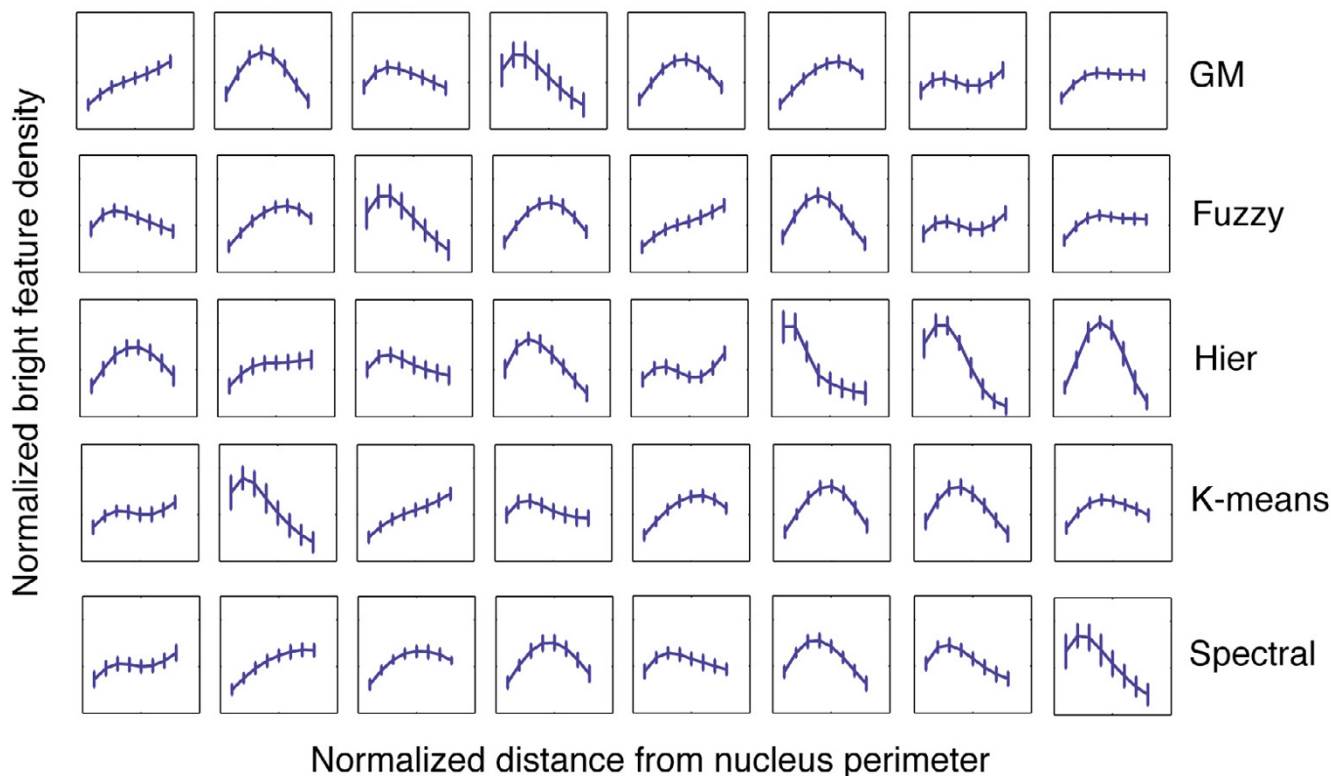 Normalized bright feature density
GM
Fuzzy
Hier
K-means
Spectral
Normalized distance from nucleus perimeter